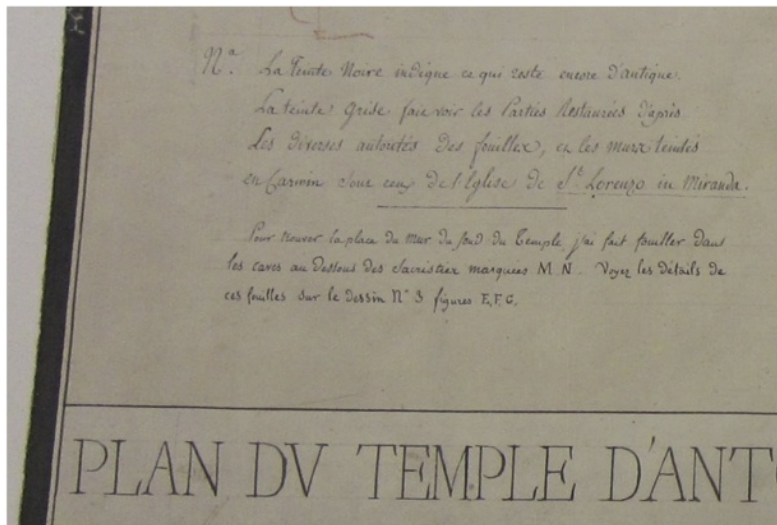 Nᵃ. La Teinte Noire indique ce qui reste encore d'antique.
La teinte Grise fait voir les Parties Restaurées d'après
Les diverses autorités des fouilles, et les murs teintés
en Carmin sont ceux de l'Eglise de Sᵗ. Lorenzo in Miranda.
Pour trouver la place du Mur du fond du Temple, j'ai fait fouiller Dans
les caves au Dessous des Sacristies marquées M.N. Voyez les détails de
ces fouilles sur le dessin N° 3 figures E.F.G.
PLAN DV TEMPLE D'ANT